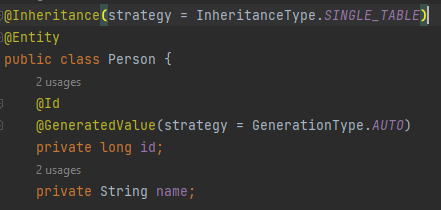 @Inheritance(strategy = InheritanceType.SINGLE_TABLE)
@Entity
public class Person {
2 usages
@Id
@GeneratedValue(strategy = GenerationType.AUTO)
private long id;
2 usages
private String name;